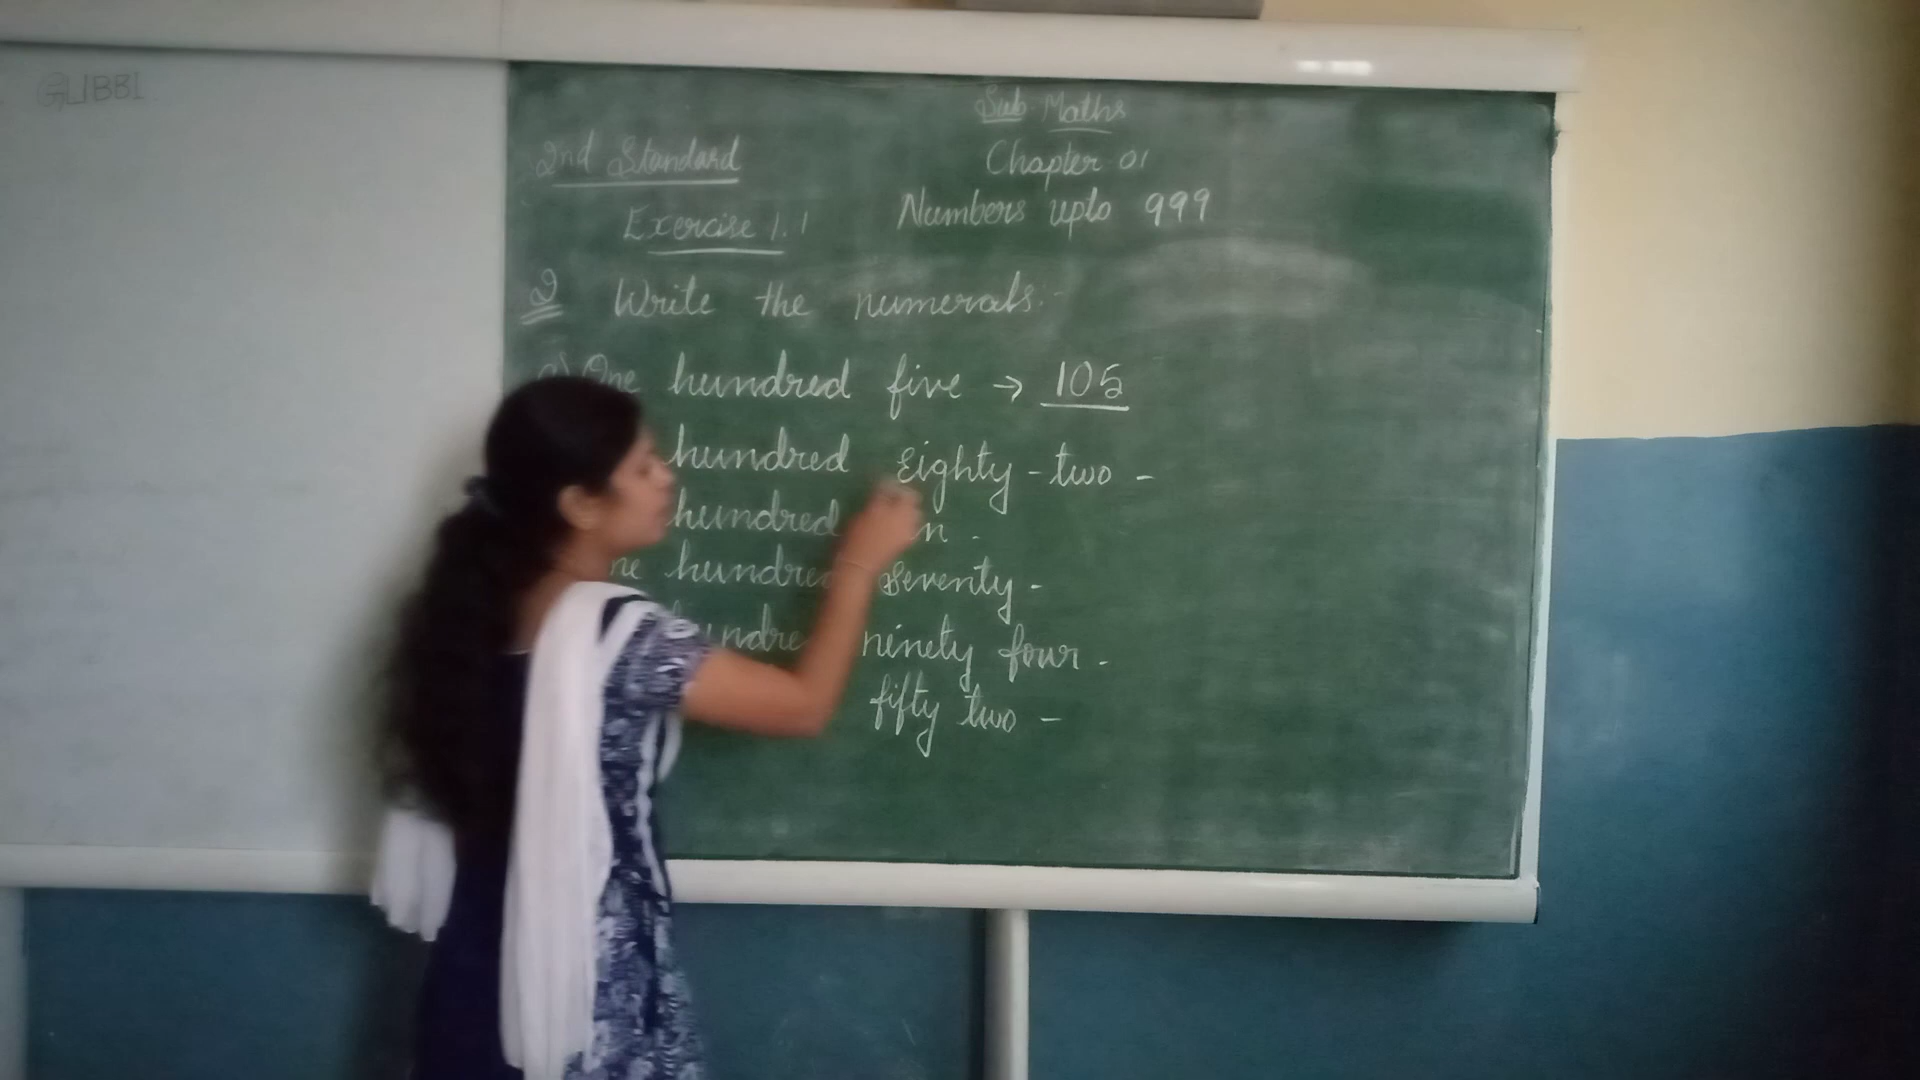 GUBBI
Sub- Maths
2nd Standard
Chapter 01
Exercise 1.1
Numbers upto 999
2 Write the numerals:-
a) One hundred five → 105
hundred Eighty - two -
hundred
hundred seventy -
ninety four -
fifty two -